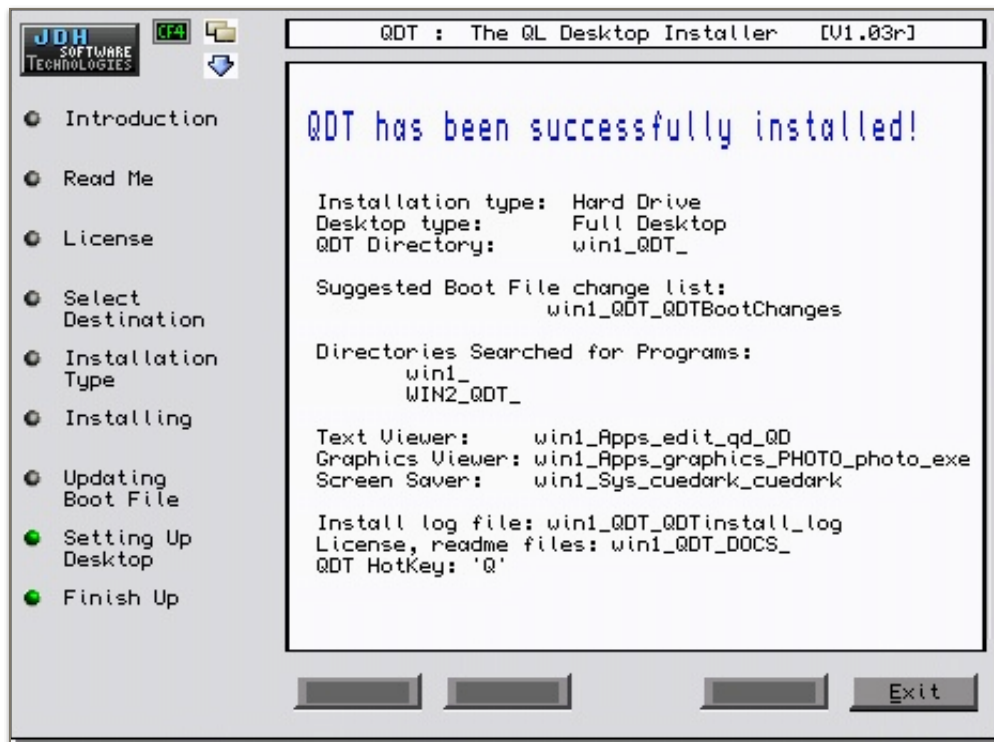 JDH
SOFTWARE
TECHNOLOGIES
CF4
QDT : The QL Desktop Installer [V1.03r]
Introduction
Read Me
License
Select
Destination
Installation
Type
Installing
Updating
Boot File
Setting Up
Desktop
Finish Up
QDT has been successfully installed!
Installation type: Hard Drive
Desktop type: Full Desktop
QDT Directory: win1_QDT_
Suggested Boot File change list:
win1_QDT_QDTBootChanges
Directories Searched for Programs:
win1_
WIN2_QDT_
Text Viewer: win1_Apps_edit_qd_QD
Graphics Viewer: win1_Apps_graphics_PHOTO_photo_exe
Screen Saver: win1_Sys_cuedark_cuedark
Install log file: win1_QDT_QDTinstall_log
License, readme files: win1_QDT_DOCS_
QDT HotKey: 'Q'
Exit